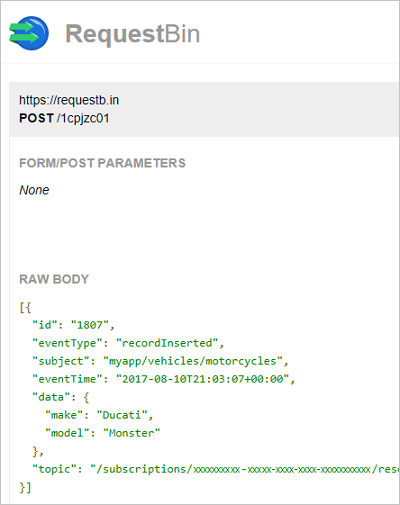 RequestBin
https://requestb.in
POST /1cpjzc01
FORM/POST PARAMETERS
None
RAW BODY
[{
"id": "1807",
"eventType": "recordInserted",
"subject": "myapp/vehicles/motorcycles",
"eventTime": "2017-08-10T21:03:07+00:00",
"data": {
"make": "Ducati",
"model": "Monster"
},
"topic": "/subscriptions/xxxxxxxxx-xxxxx-xxxx-xxxx-xxxxxxxxxx/reso
}]